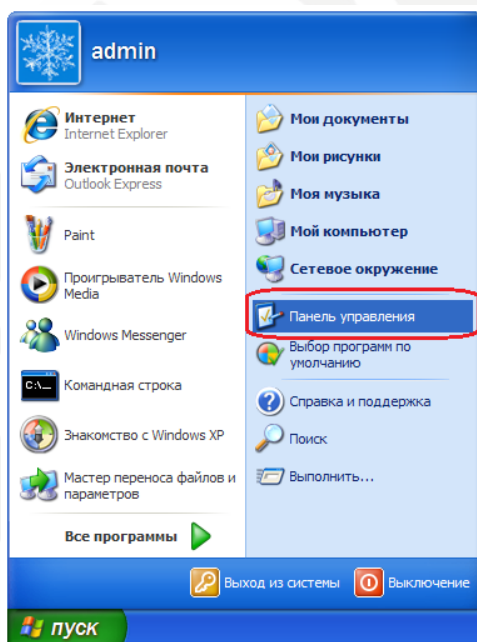 admin
Интернет
Internet Explorer
Электронная почта
Outlook Express
Paint
Проигрыватель Windows
Media
Windows Messenger
C:\_
Командная строка
Знакомство с Windows XP
Мастер переноса файлов и
параметров
Все программы
Мои документы
Мои рисунки
Моя музыка
Мой компьютер
Сетевое окружение
Панель управления
Выбор программ по
умолчанию
Справка и поддержка
Поиск
Выполнить...
Выход из системы
Выключение
пуск